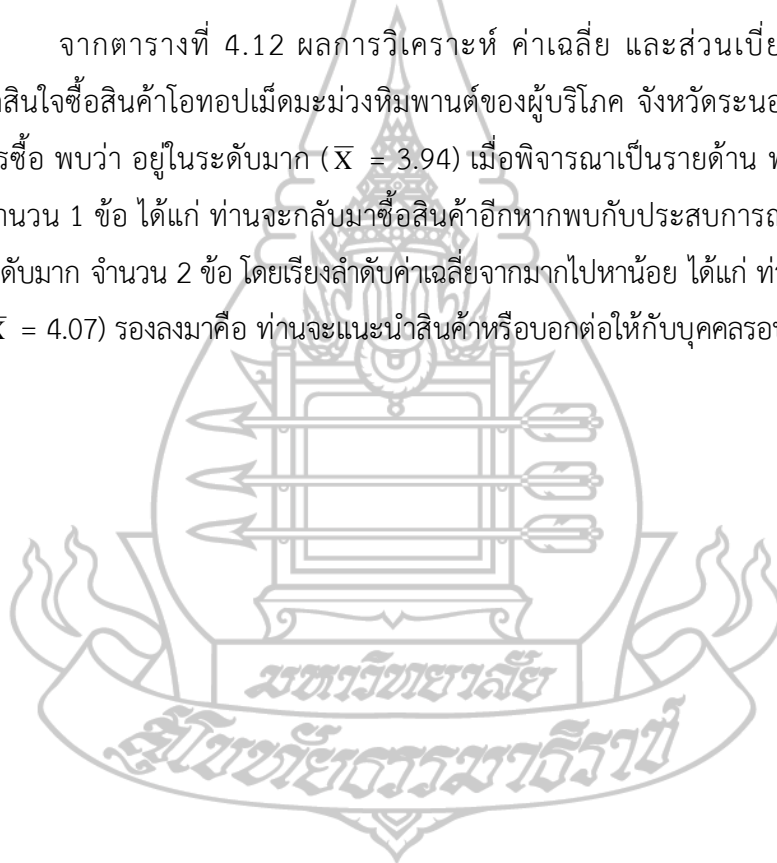 จากตารางที่ 4.12 ผลการวิเคราะห์ ค่าเฉลี่ย และส่วนเบี่ย
สินใจซื้อสินค้าโอทอปเม็ดมะม่วงหิมพานต์ของผู้บริโภค จังหวัดระนอ
รซื้อ พบว่า อยู่ในระดับมาก (X̅ = 3.94) เมื่อพิจารณาเป็นรายด้าน พ
านวน 1 ข้อ ได้แก่ ท่านจะกลับมาซื้อสินค้าอีกหากพบกับประสบการณ
ดับมาก จำนวน 2 ข้อ โดยเรียงลำดับค่าเฉลี่ยจากมากไปหาน้อย ได้แก่ ท่า
X̅ = 4.07) รองลงมาคือ ท่านจะแนะนำสินค้าหรือบอกต่อให้กับบุคคลรอบ
มหาวิทยาลัย
สุโขทัยธรรมาธิราช